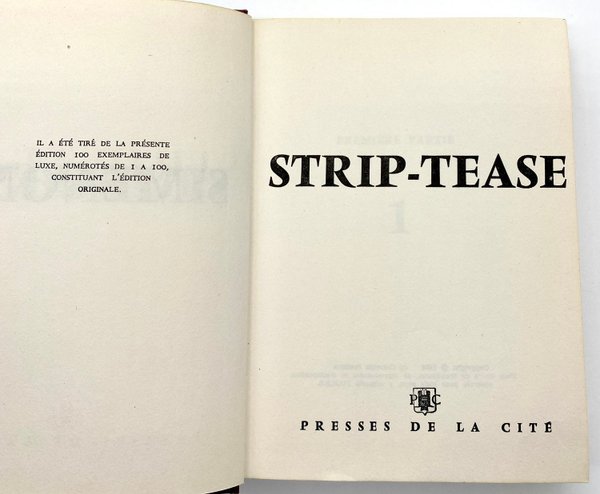 IL A ÉTÉ TIRÉ DE LA PRÉSENTE
ÉDITION 100 EXEMPLAIRES DE
LUXE, NUMÉROTÉS DE 1 A 100,
CONSTITUANT L'ÉDITION
ORIGINALE.
STRIP-TEASE
PC
PRESSES DE LA CITÉ